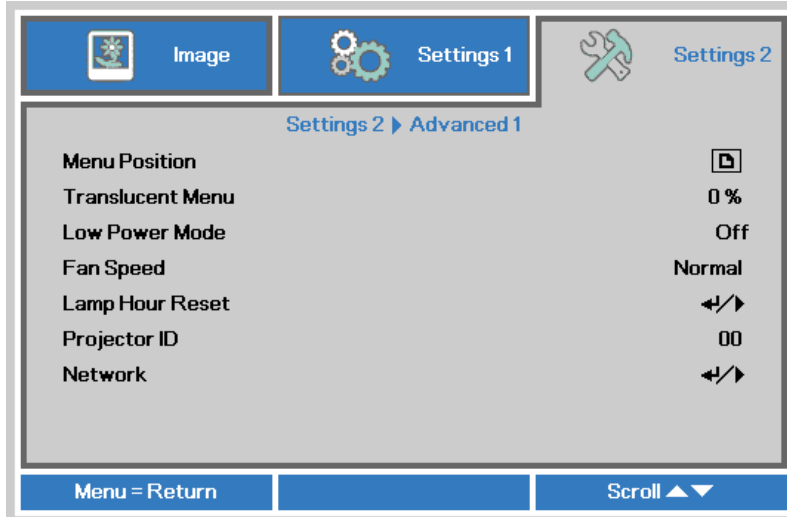 Image
Settings 1
Settings 2
Settings 2 ▶ Advanced 1
Menu Position
Translucent Menu 0 %
Low Power Mode Off
Fan Speed Normal
Lamp Hour Reset ↵/▶
Projector ID 00
Network ↵/▶
Menu = Return
Scroll ▲▼